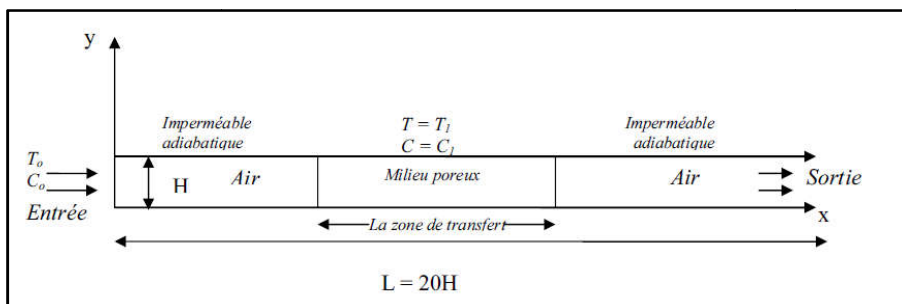 y
Imperméable
adiabatique
T = T1
C = C1
Imperméable
adiabatique
To
Co
Entrée
H
Air
Milieu poreux
Air
Sortie
x
La zone de transfert
L = 20H